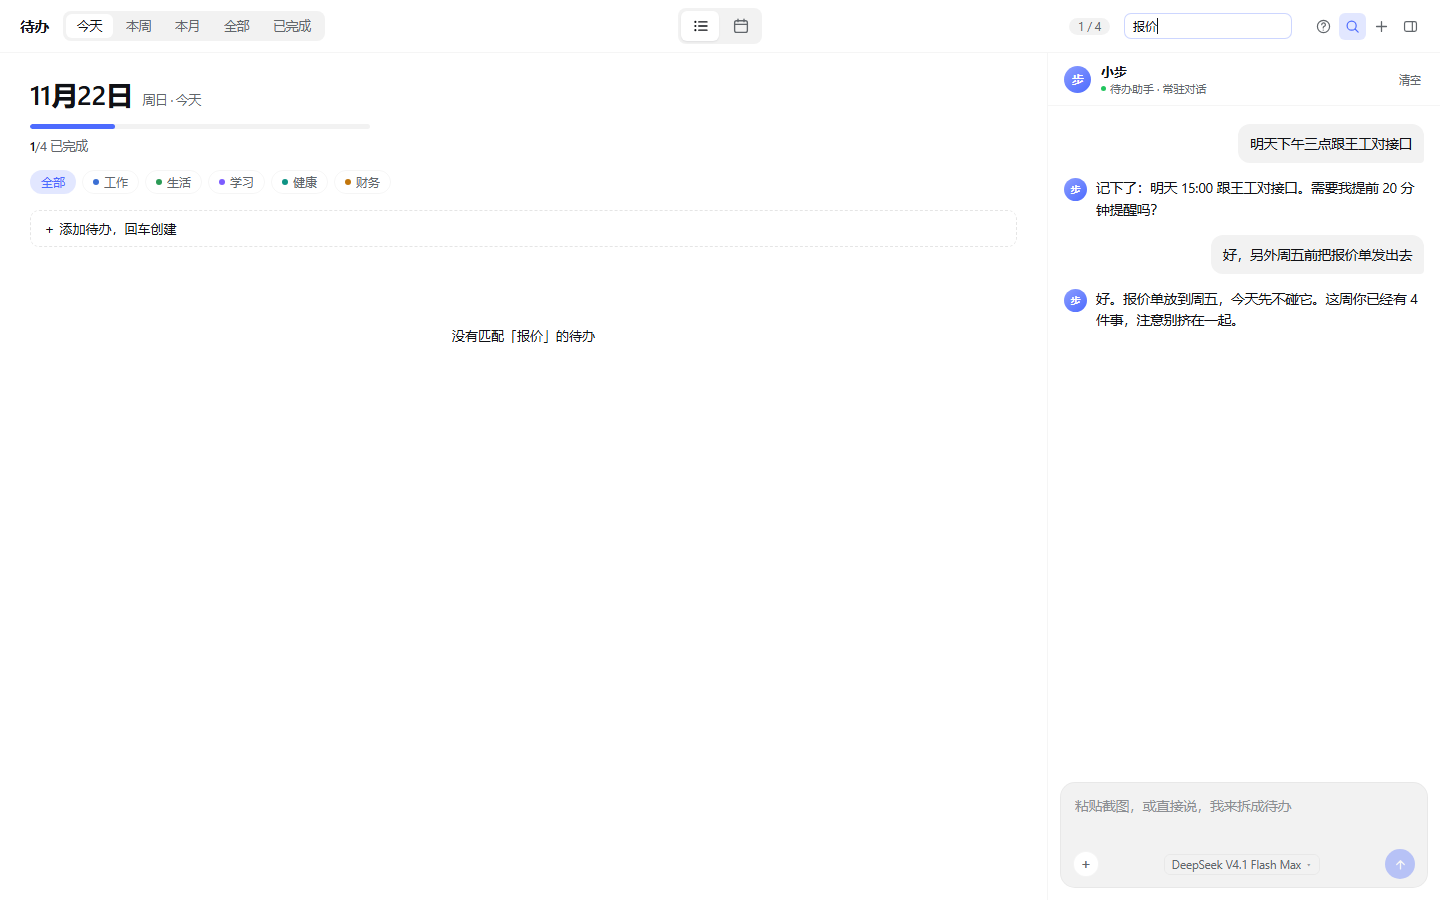 待办 今天 本周 本月 全部 已完成 1 / 4 报价
11月22日 周日 · 今天
1/4 已完成
全部 工作 生活 学习 健康 财务
+ 添加待办，回车创建
没有匹配「报价」的待办
步 小步 清空
待办助手 · 常驻对话
明天下午三点跟王工对接口
步 记下了：明天 15:00 跟王工对接口。需要我提前 20 分
钟提醒吗？
好，另外周五前把报价单发出去
步 好。报价单放到周五，今天先不碰它。这周你已经有 4
件事，注意别挤在一起。
粘贴截图，或直接说，我来拆成待办
+ DeepSeek V4.1 Flash Max